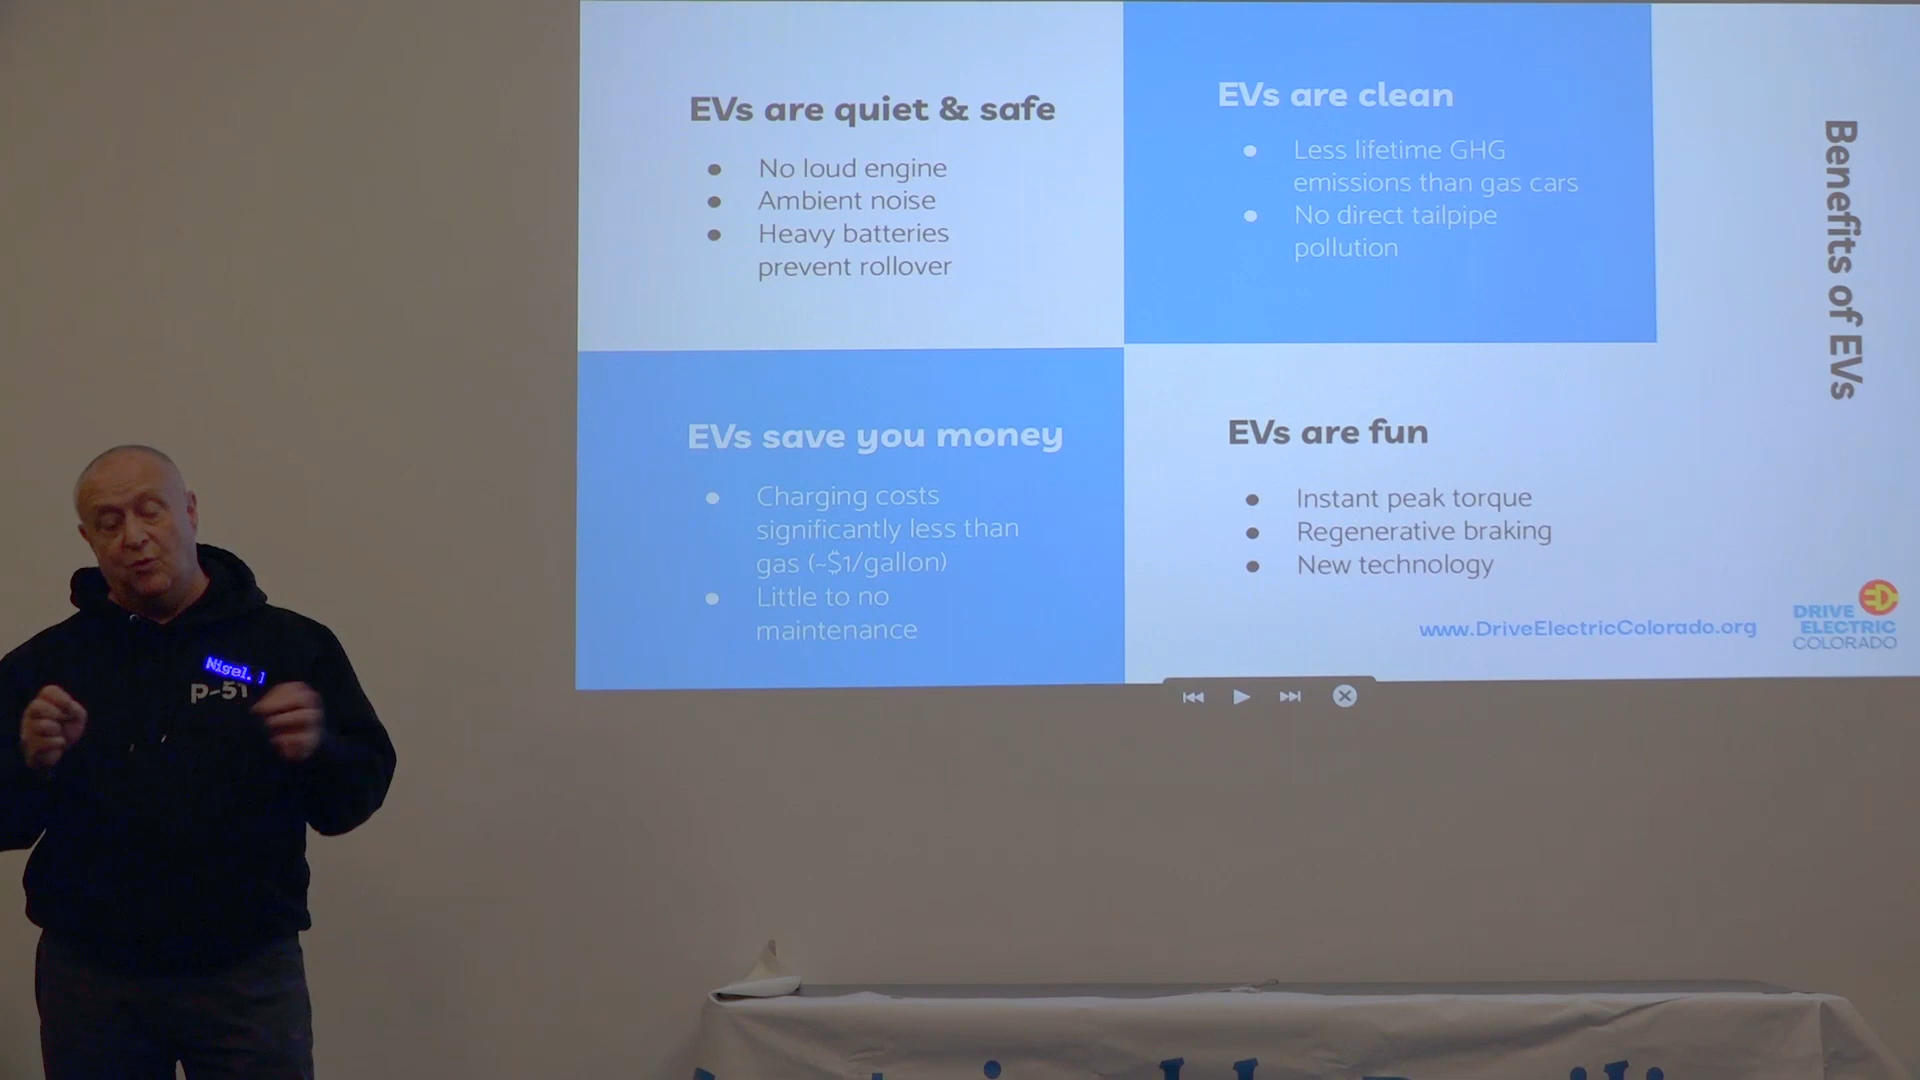 EVs are quiet & safe
No loud engine
Ambient noise
Heavy batteries
prevent rollover
EVs are clean
Less lifetime GHG
emissions than gas cars
No direct tailpipe
pollution
Benefits of EVs
EVs save you money
Charging costs
significantly less than
gas (~$1/gallon)
Little to no
maintenance
EVs are fun
Instant peak torque
Regenerative braking
New technology
www.DriveElectricColorado.org
DRIVE
ELECTRIC
COLORADO
Nigel.
P-51